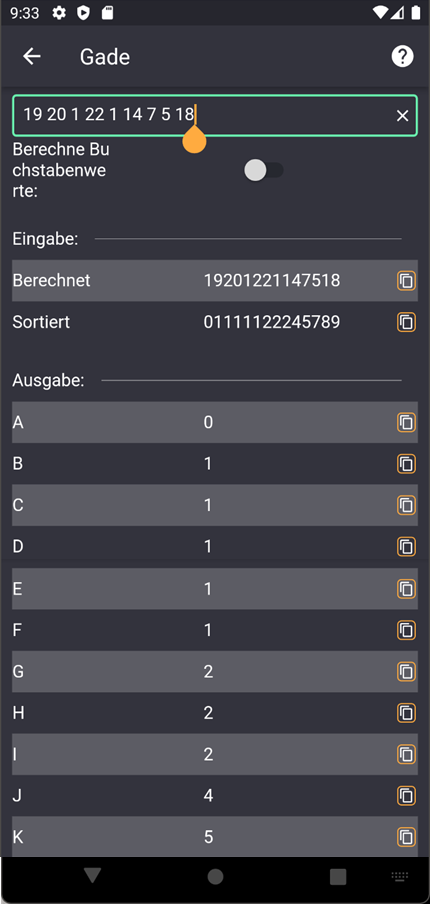 9:33
Gade
19 20 1 22 1 14 7 5 18
Berechne Bu
chstabenwe
rte:
Eingabe:
Berechnet 19201221147518
Sortiert 01111122245789
Ausgabe:
A 0
B 1
C 1
D 1
E 1
F 1
G 2
H 2
I 2
J 4
K 5